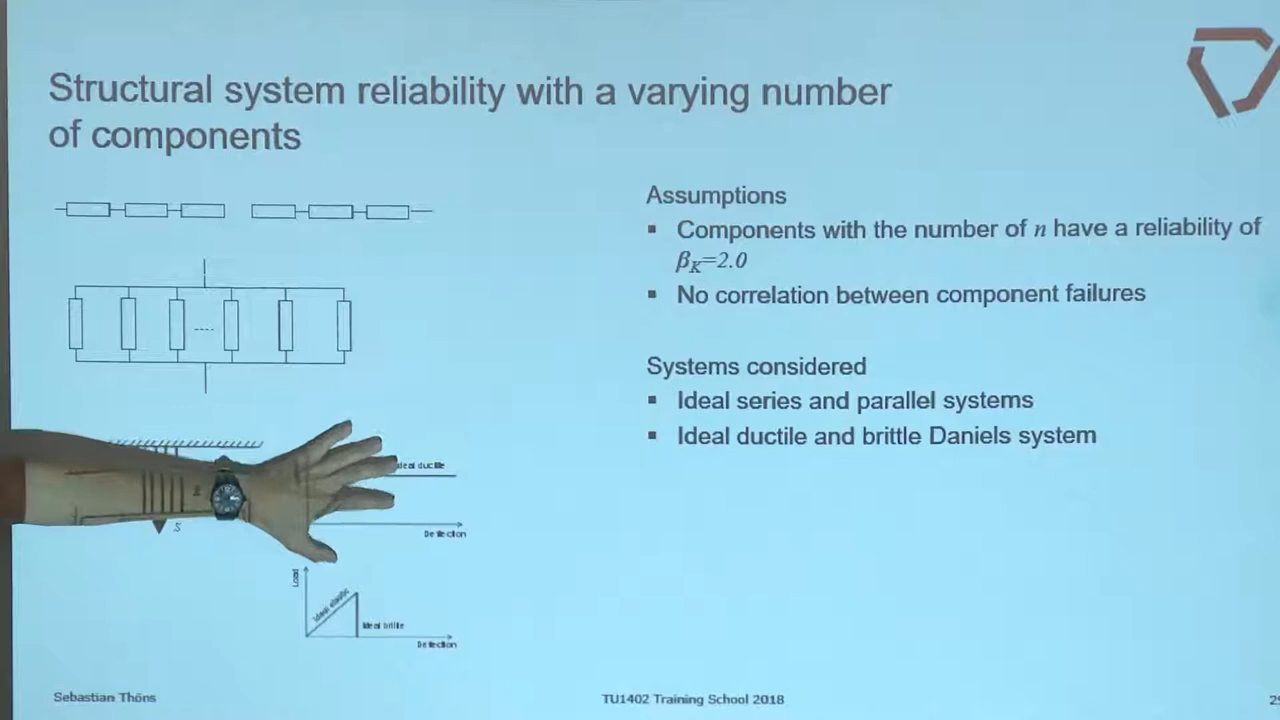 Structural system reliability with a varying number
of components
Assumptions
▪ Components with the number of n have a reliability of
βK=2.0
▪ No correlation between component failures
Systems considered
▪ Ideal series and parallel systems
▪ Ideal ductile and brittle Daniels system
Ideal ductile
S
Deflection
Load
Ideal elastic
Ideal brittle
Deflection
Sebastian Thöns
TU1402 Training School 2018